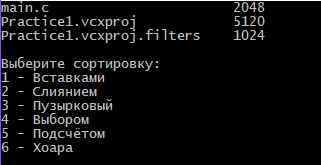 main.c 2048
Practice1.vcxproj 5120
Practice1.vcxproj.filters 1024
Выберите сортировку:
1 - Вставками
2 - Слиянием
3 - Пузырковый
4 - Выбором
5 - Подсчётом
6 - Хоара